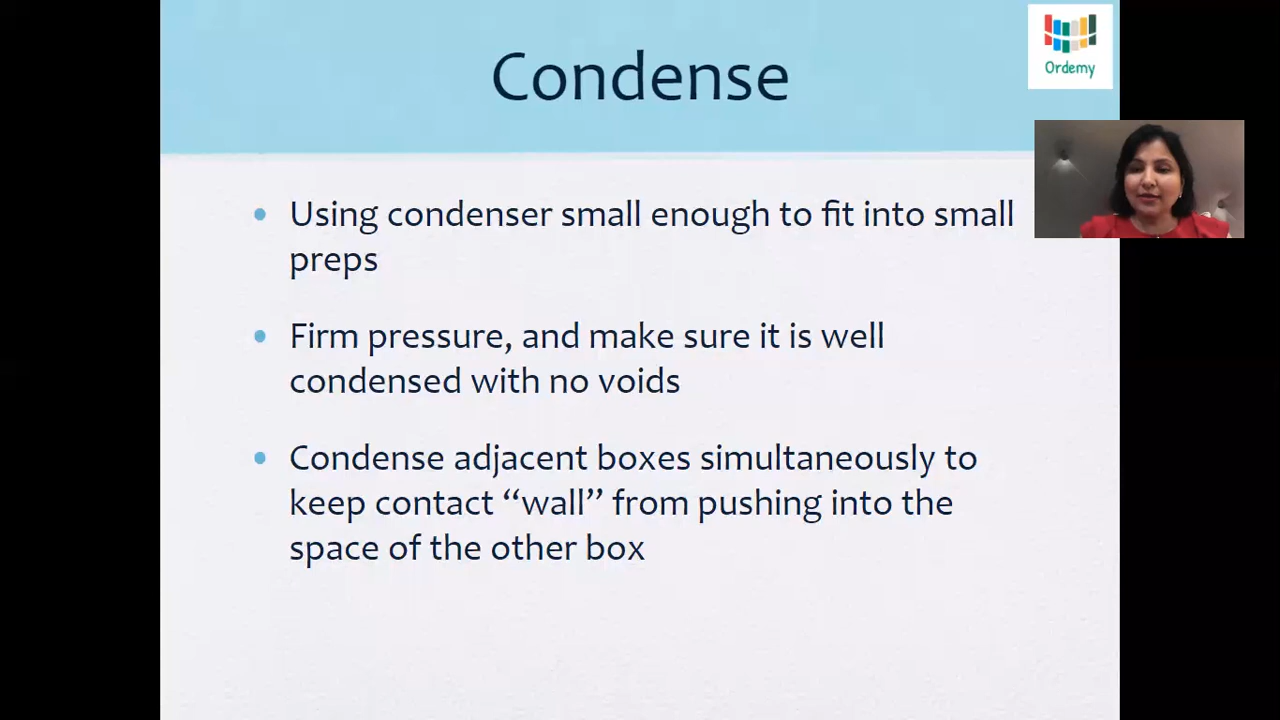 Condense
Ordemy
• Using condenser small enough to fit into small
preps
• Firm pressure, and make sure it is well
condensed with no voids
• Condense adjacent boxes simultaneously to
keep contact “wall” from pushing into the
space of the other box